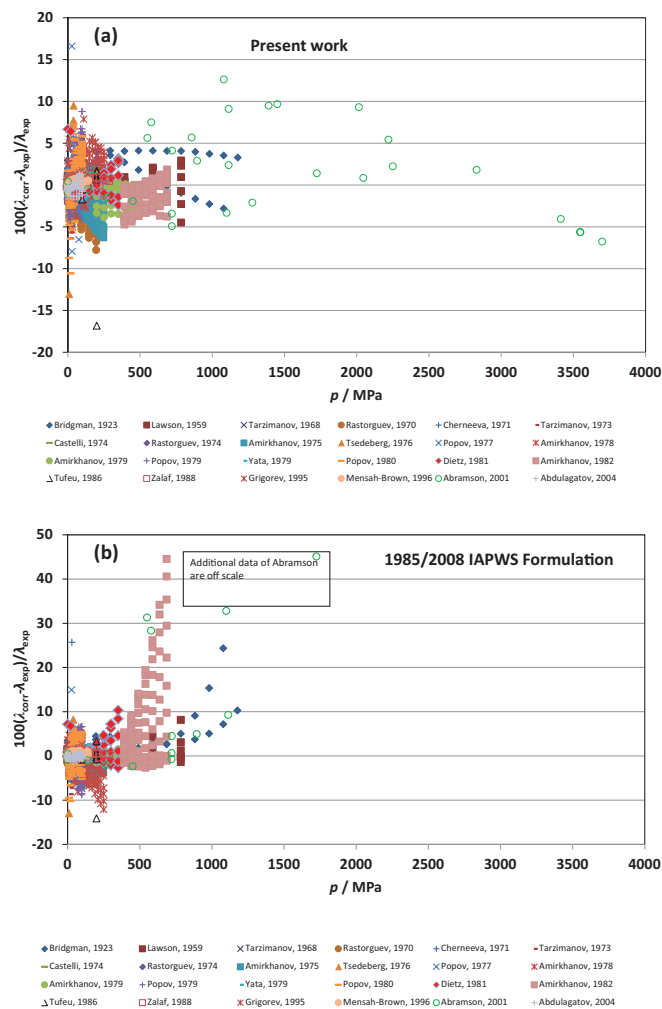 (a)
Present work
100(λcorr-λexp)/λexp
20
15
10
5
0
-5
-10
-15
-20
0 500 1000 1500 2000 2500 3000 3500 4000
p / MPa
Bridgman, 1923 Lawson, 1959 Tarzimanov, 1968 Rastorguev, 1970 Cherneeva, 1971 Tarzimanov, 1973
Castelli, 1974 Rastorguev, 1974 Amirkhanov, 1975 Tsedeberg, 1976 Popov, 1977 Amirkhanov, 1978
Amirkhanov, 1979 Popov, 1979 Yata, 1979 Popov, 1980 Dietz, 1981 Amirkhanov, 1982
Tufeu, 1986 Zalaf, 1988 Grigorev, 1995 Mensah-Brown, 1996 Abramson, 2001 Abdulagatov, 2004
(b)
Additional data of Abramson
are off scale
1985/2008 IAPWS Formulation
100(λcorr-λexp)/λexp
50
40
30
20
10
0
-10
-20
0 500 1000 1500 2000 2500 3000 3500 4000
p / MPa
Bridgman, 1923 Lawson, 1959 Tarzimanov, 1968 Rastorguev, 1970 Cherneeva, 1971 Tarzimanov, 1973
Castelli, 1974 Rastorguev, 1974 Amirkhanov, 1975 Tsedeberg, 1976 Popov, 1977 Amirkhanov, 1978
Amirkhanov, 1979 Popov, 1979 Yata, 1979 Popov, 1980 Dietz, 1981 Amirkhanov, 1982
Tufeu, 1986 Zalaf, 1988 Grigorev, 1995 Mensah-Brown, 1996 Abramson, 2001 Abdulagatov, 2004